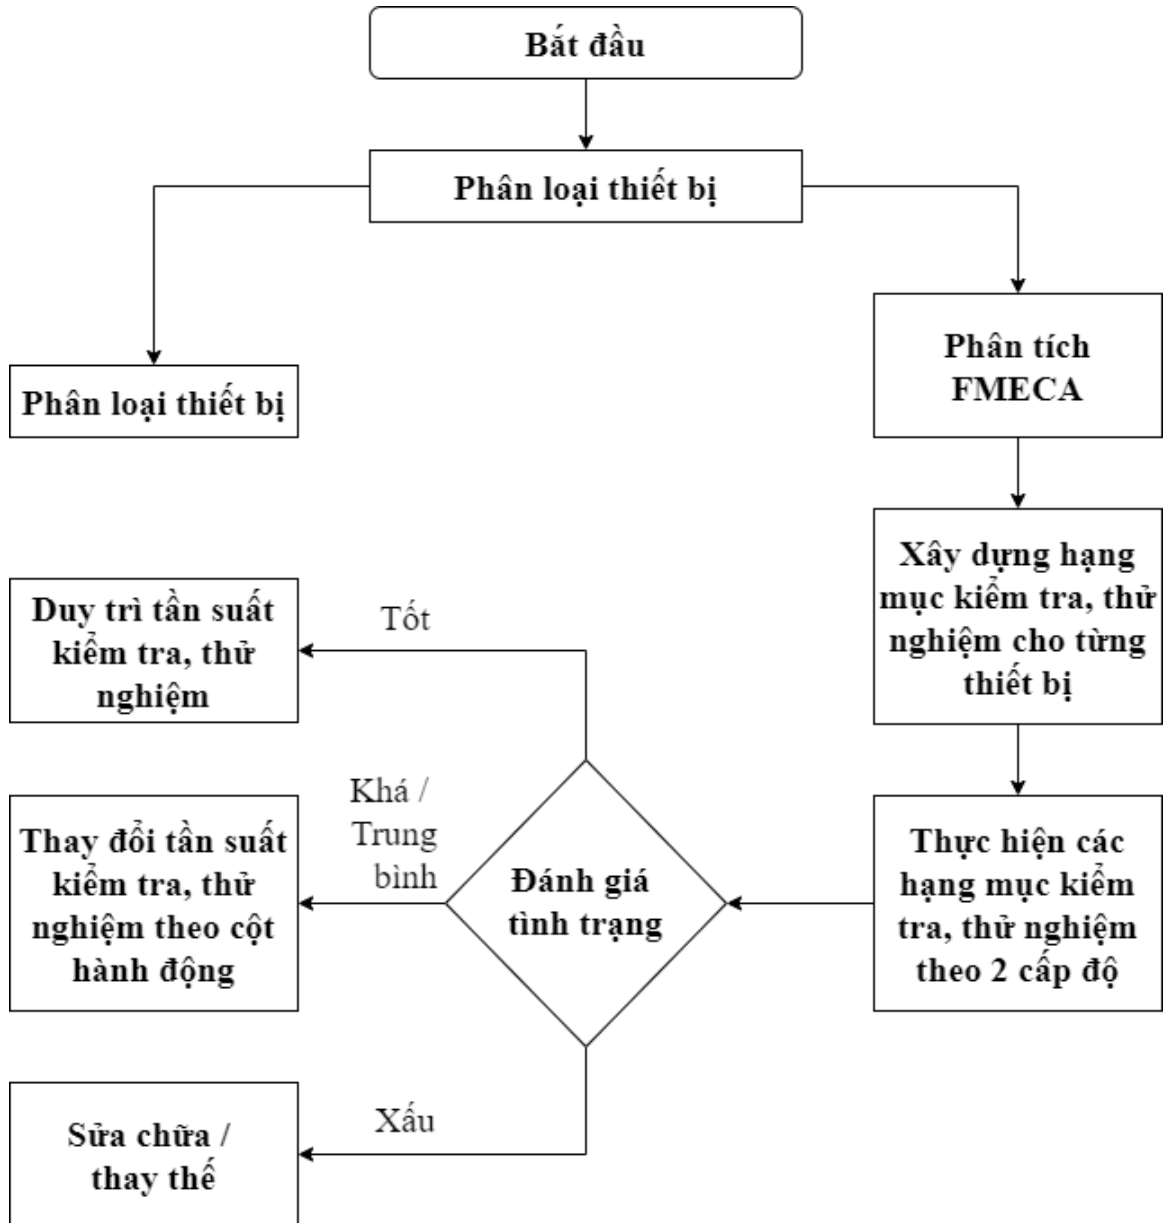 Bắt đầu
Phân loại thiết bị
Phân tích
FMECA
Phân loại thiết bị
Xây dựng hạng
mục kiểm tra, thử
nghiệm cho từng
thiết bị
Duy trì tần suất
kiểm tra, thử
nghiệm
Tốt
Khá /
Trung
bình
Thay đổi tần suất
kiểm tra, thử
nghiệm theo cột
hành động
Đánh giá
tình trạng
Thực hiện các
hạng mục kiểm
tra, thử nghiệm
theo 2 cấp độ
Xấu
Sửa chữa /
thay thế